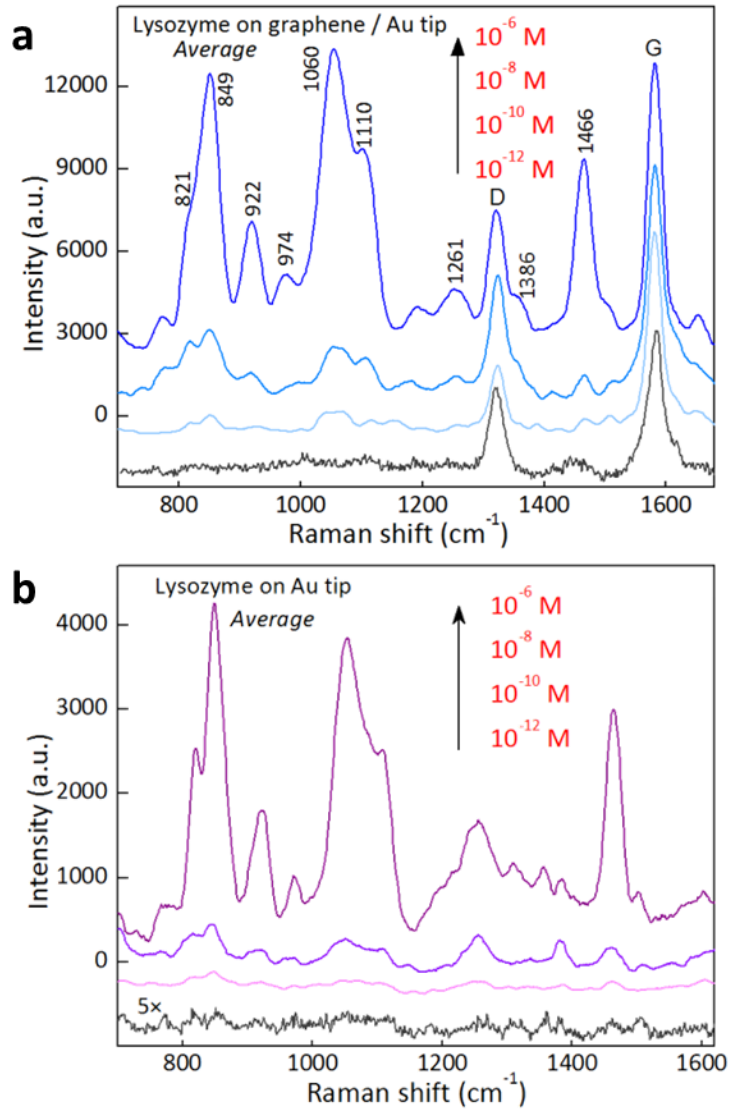 a
Lysozyme on graphene / Au tip
Average
10⁻⁶ M
10⁻⁸ M
10⁻¹⁰ M
10⁻¹² M
821
849
922
974
1060
1110
1261
D
1386
1466
G
12000
9000
6000
3000
0
Intensity (a.u.)
800 1000 1200 1400 1600
Raman shift (cm⁻¹)
b
Lysozyme on Au tip
Average
10⁻⁶ M
10⁻⁸ M
10⁻¹⁰ M
10⁻¹² M
4000
3000
2000
1000
0
Intensity (a.u.)
5×
800 1000 1200 1400 1600
Raman shift (cm⁻¹)